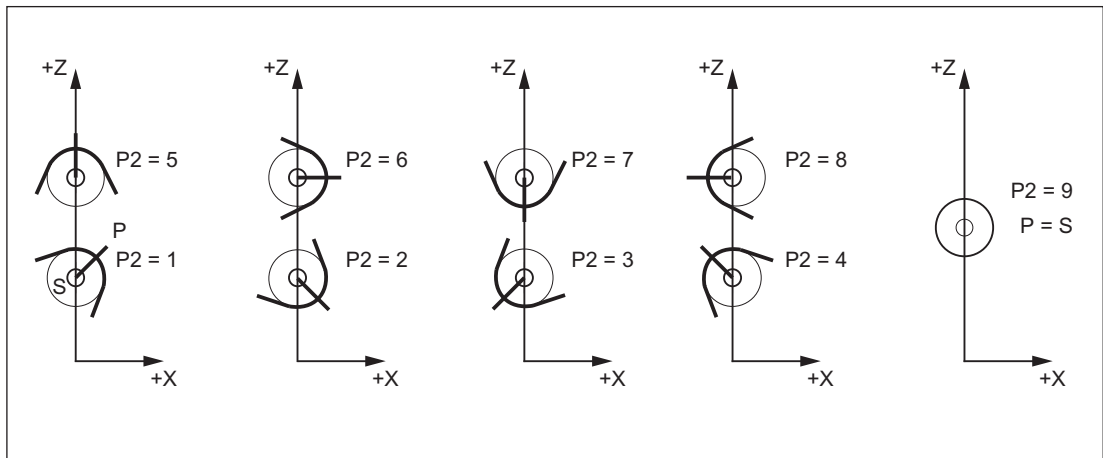 +Z +Z +Z +Z +Z
P2 = 5 P2 = 6 P2 = 7 P2 = 8
P2 = 9
P P = S
P2 = 1 P2 = 2 P2 = 3 P2 = 4
S
+X +X +X +X +X